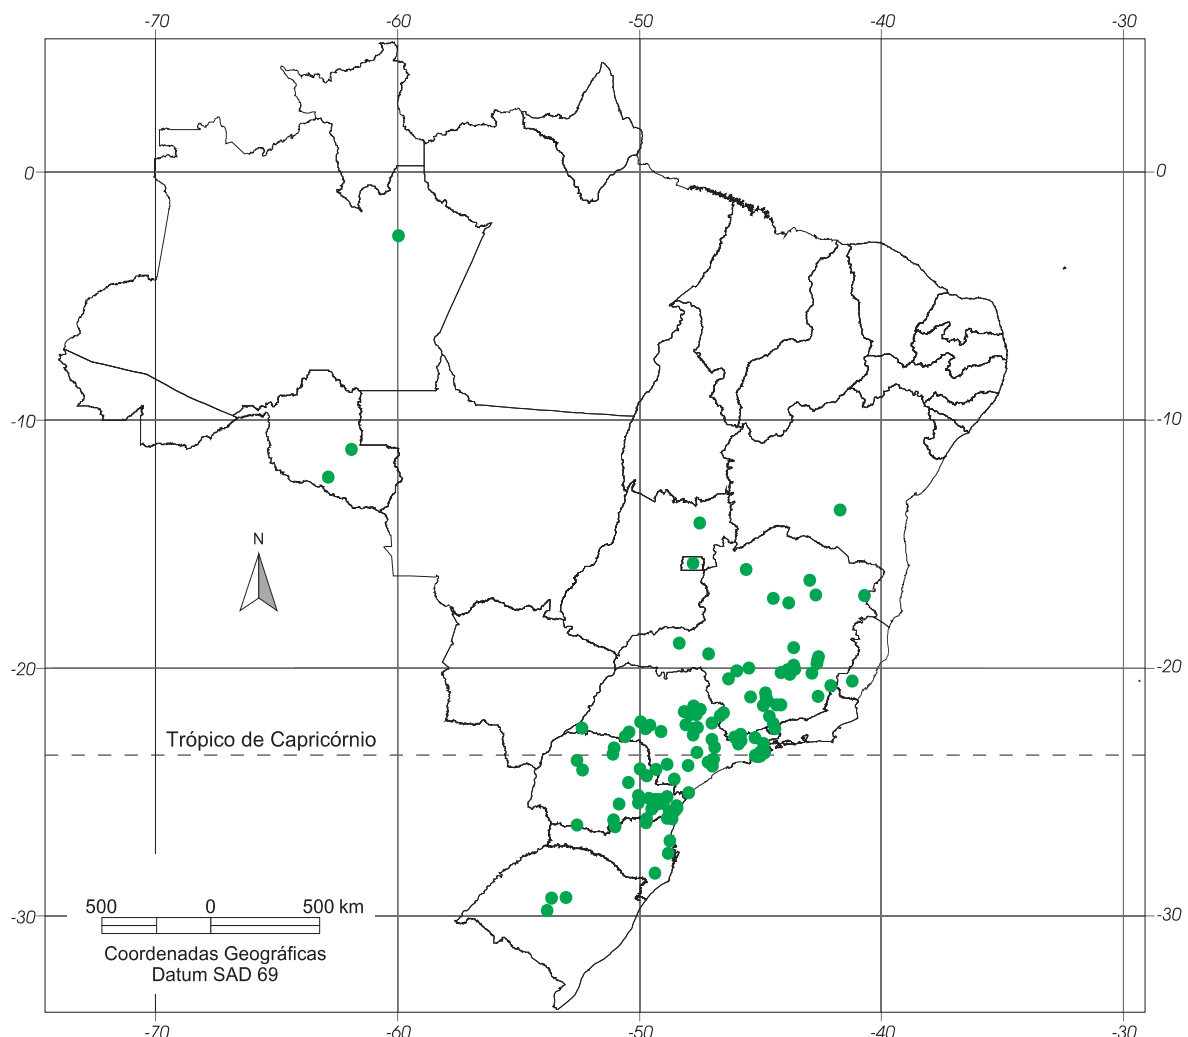 -70 -60 -50 -40 -30
0 0
-10 -10
N
-20 -20
Trópico de Capricórnio
500 0 500 km
-30 -30
Coordenadas Geográficas
Datum SAD 69
-70 -60 -50 -40 -30